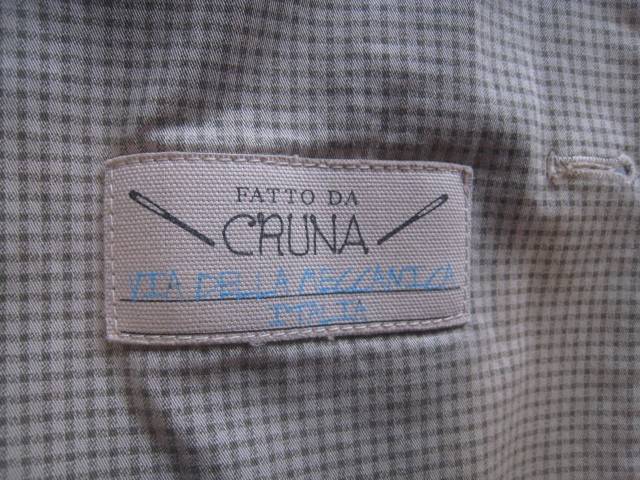 FATTO DA
CRUNA
VIA DELLA MECCANICA
ITALIA